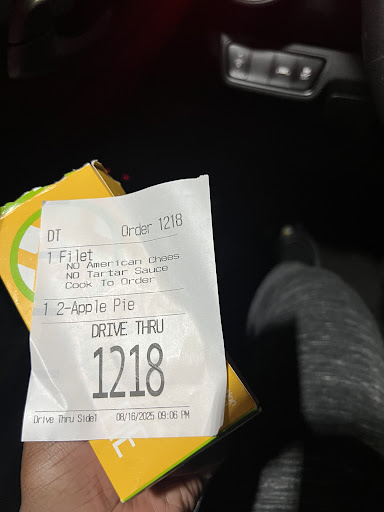 DT Order 1218
1 Filet
NO American Chees
NO Tartar Sauce
Cook To Order
1 2-Apple Pie
DRIVE THRU
1218
Drive Thru Side1 08/16/2025 09:06 PM